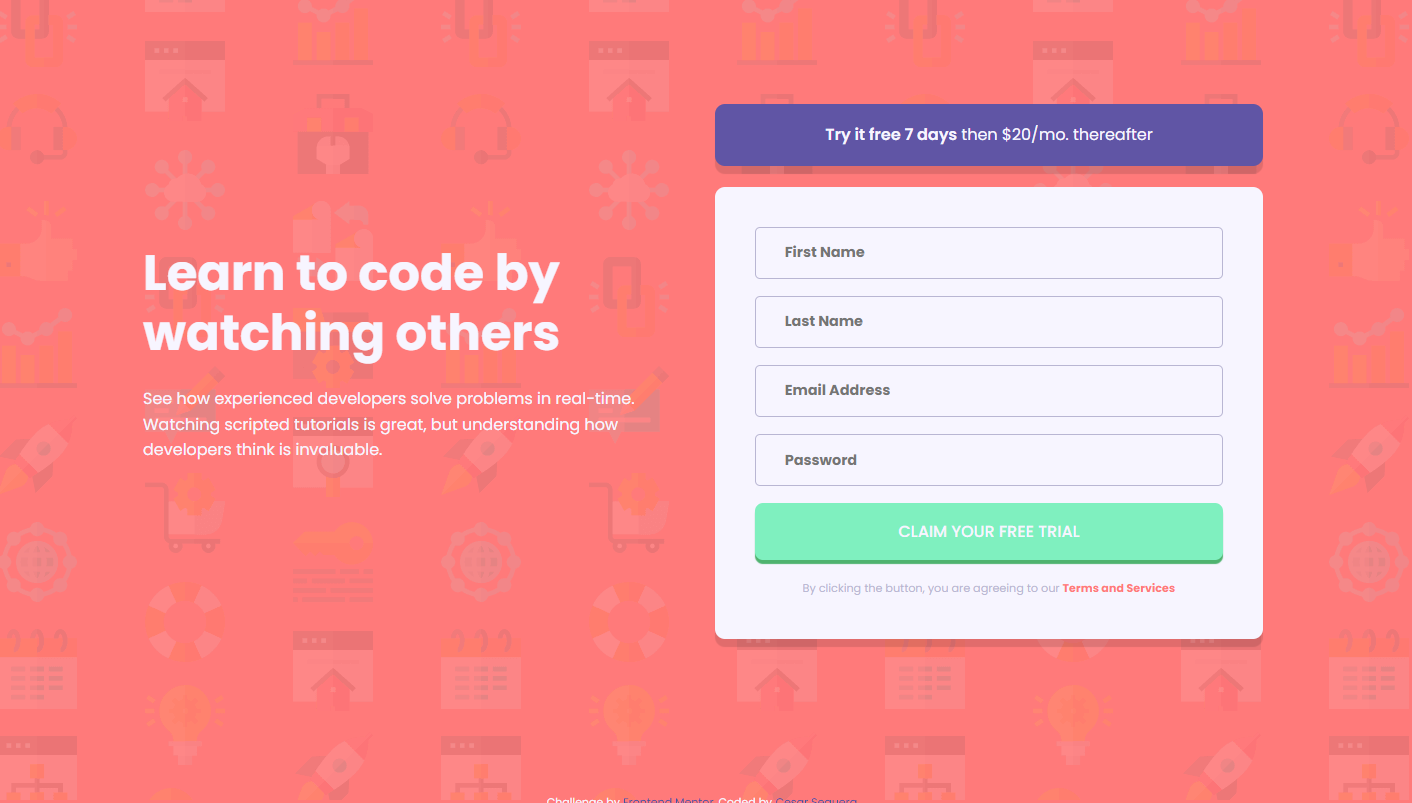 Learn to code by
watching others
See how experienced developers solve problems in real-time.
Watching scripted tutorials is great, but understanding how
developers think is invaluable.
Try it free 7 days then $20/mo. thereafter
First Name
Last Name
Email Address
Password
CLAIM YOUR FREE TRIAL
By clicking the button, you are agreeing to our Terms and Services
Challenge by Frontend Mentor. Coded by Cesar Sequera